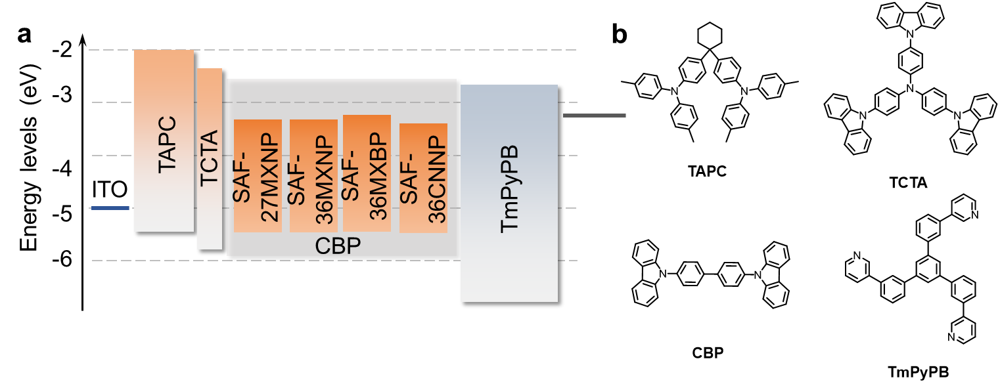 a
Energy levels (eV)
-2
-3
-4
-5
-6
ITO
TAPC
TCTA
SAF-
27MXNP
SAF-
36MXNP
SAF-
36MXBP
SAF-
36CNNP
CBP
TmPyPB
b
N
N
TAPC
N
N
N
N
TCTA
N
N
CBP
N
N
N
TmPyPB